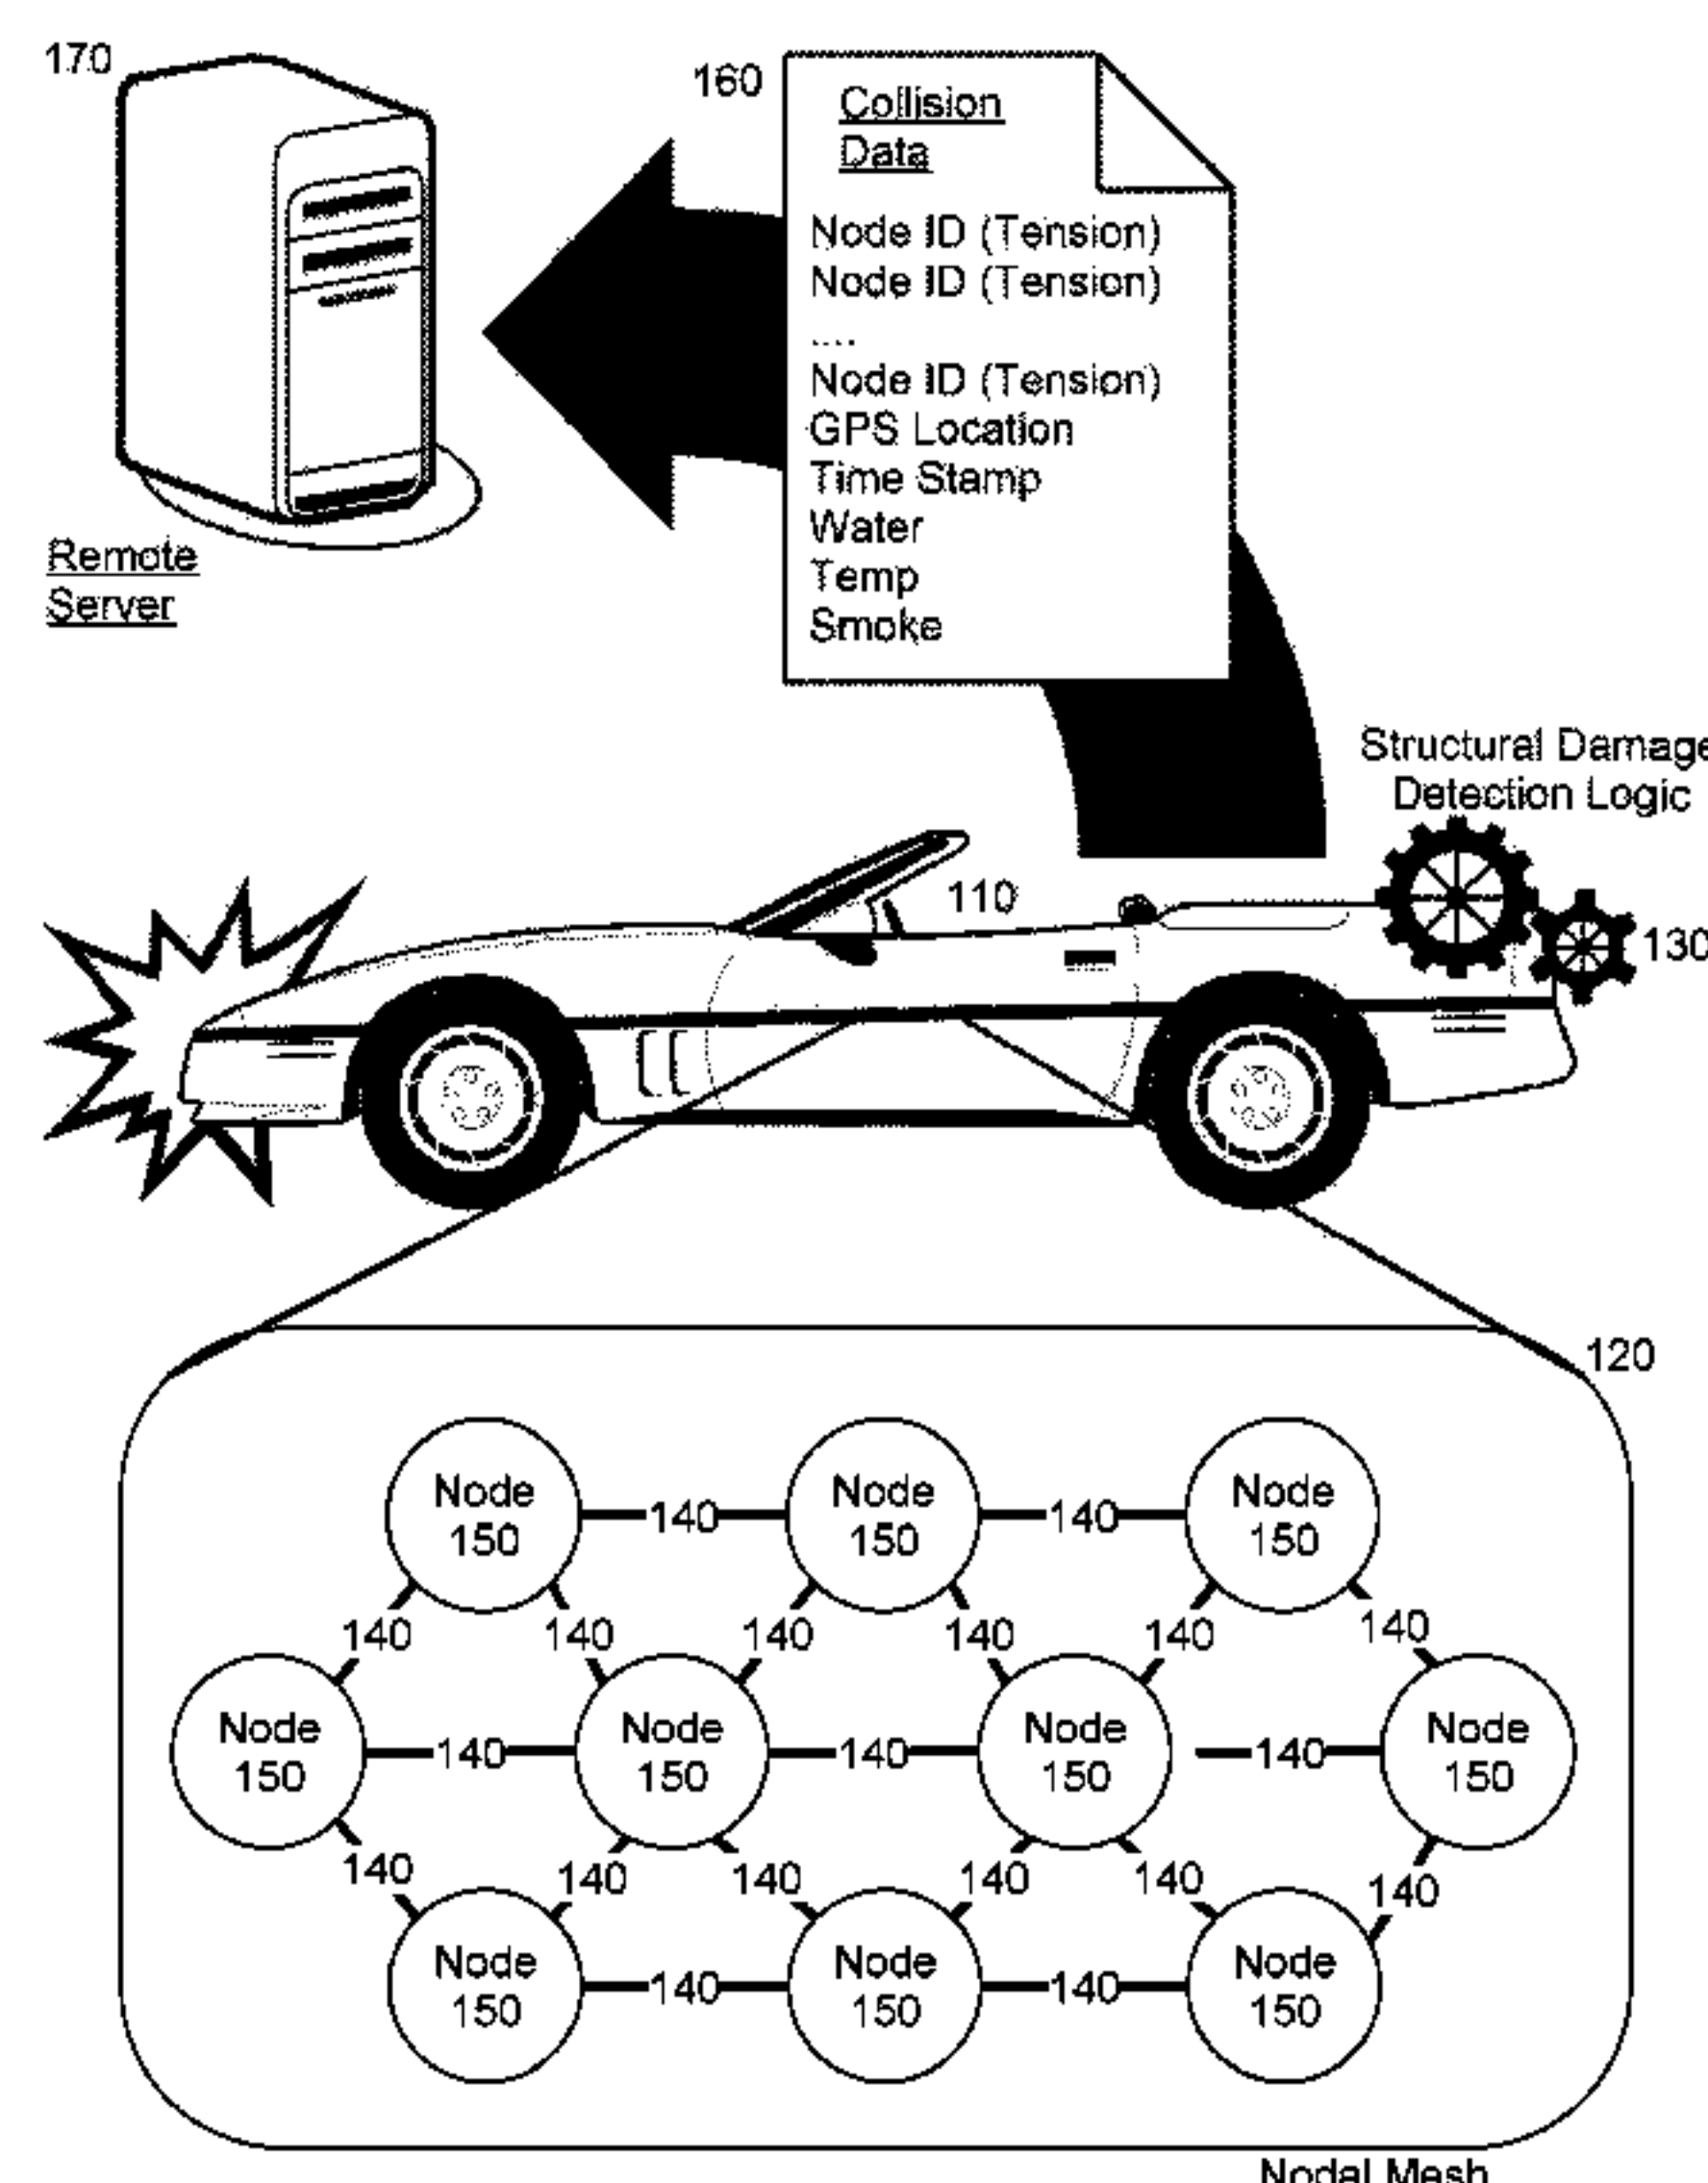 170
160
Collision
Data
Node ID (Tension)
Node ID (Tension)
....
Node ID (Tension)
GPS Location
Time Stamp
Water
Temp
Smoke
Remote
Server
Structural Damage
Detection Logic
110
130
120
Node 140 Node 140 Node
150 150 150
140 140 140 140 140 140
Node Node Node Node
150 140 150 140 150 140 150
140 140 140 140 140 140
Node 140 Node 140 Node
150 150 150
Nodal Mesh